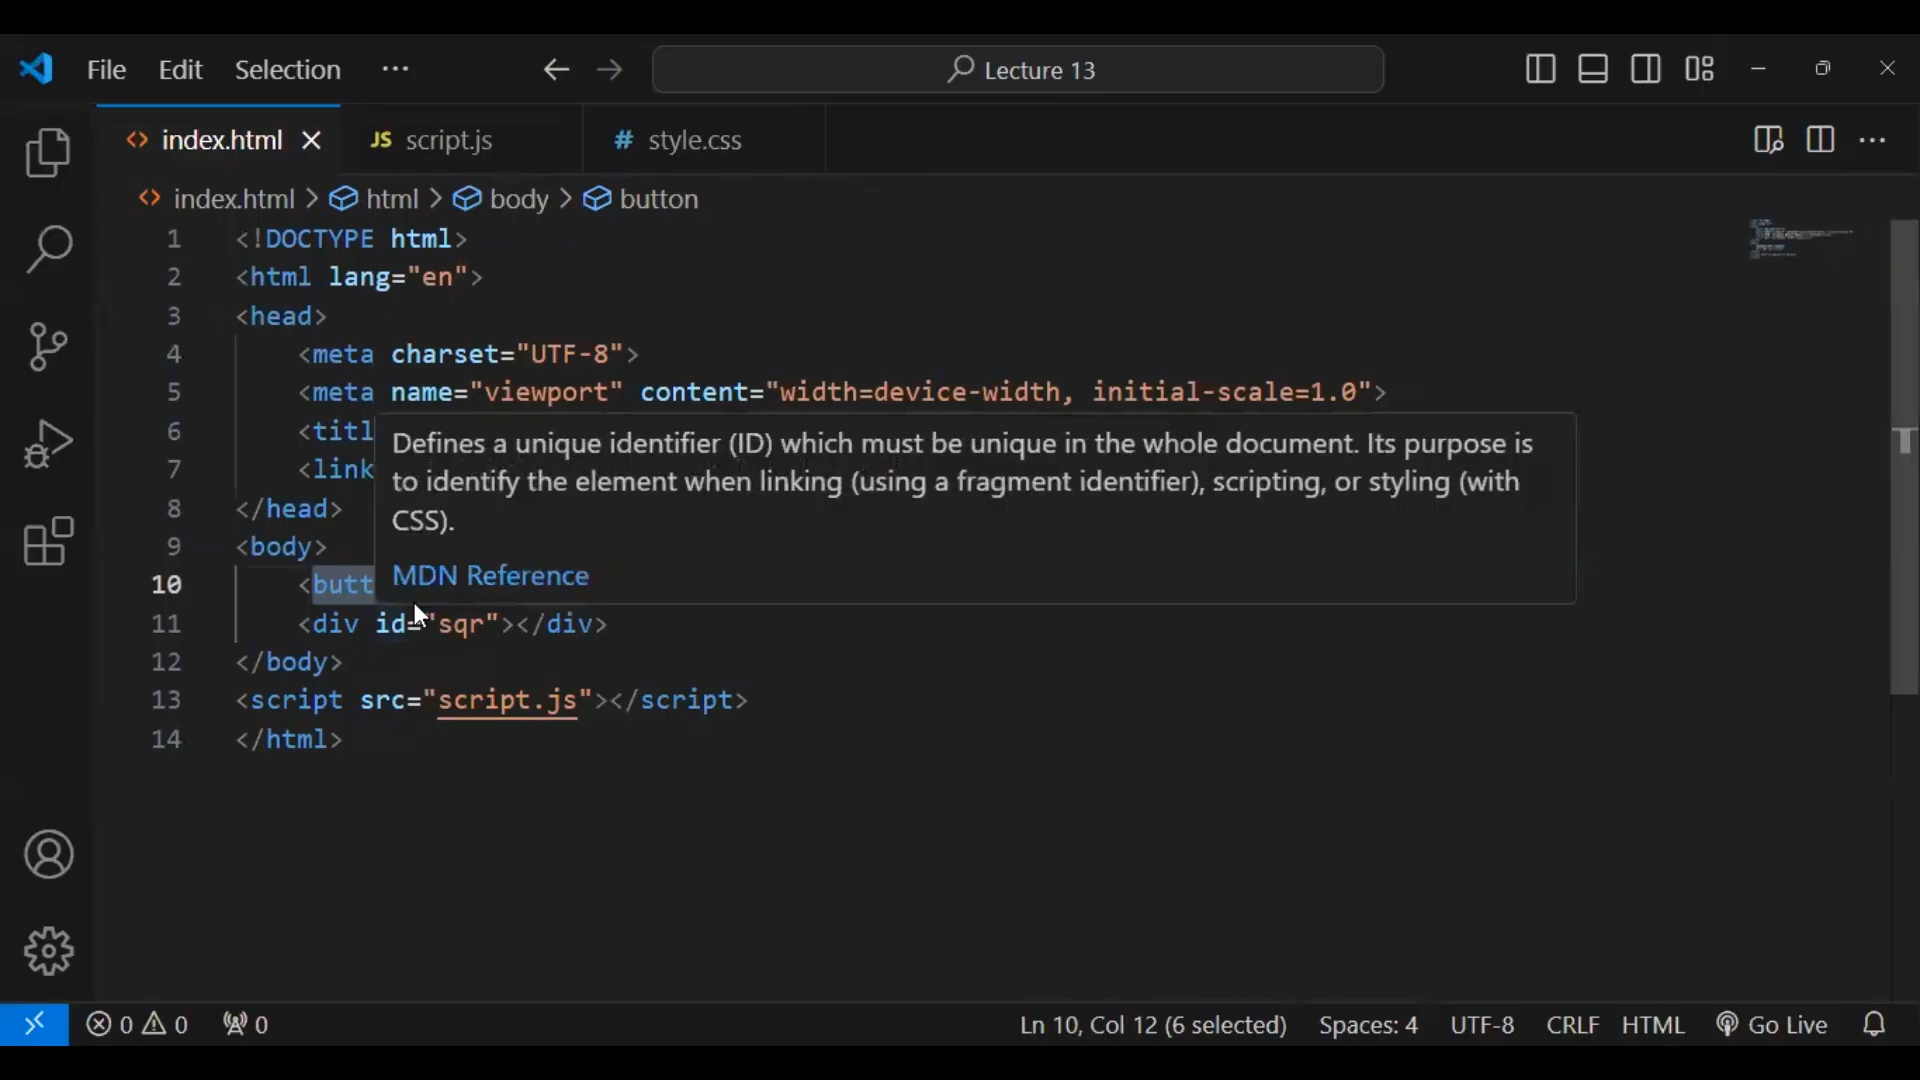 File Edit Selection ··· Lecture 13
index.html JS script.js # style.css
index.html > html > body > button
1 <!DOCTYPE html>
2 <html lang="en">
3 <head>
4 <meta charset="UTF-8">
5 <meta name="viewport" content="width=device-width, initial-scale=1.0">
6 <titl
7 <link
8 </head>
9 <body>
10 <butt
11 <div id="sqr"></div>
12 </body>
13 <script src="script.js"></script>
14 </html>
Defines a unique identifier (ID) which must be unique in the whole document. Its purpose is
to identify the element when linking (using a fragment identifier), scripting, or styling (with
CSS).
MDN Reference
0 0 0 Ln 10, Col 12 (6 selected) Spaces: 4 UTF-8 CRLF HTML Go Live